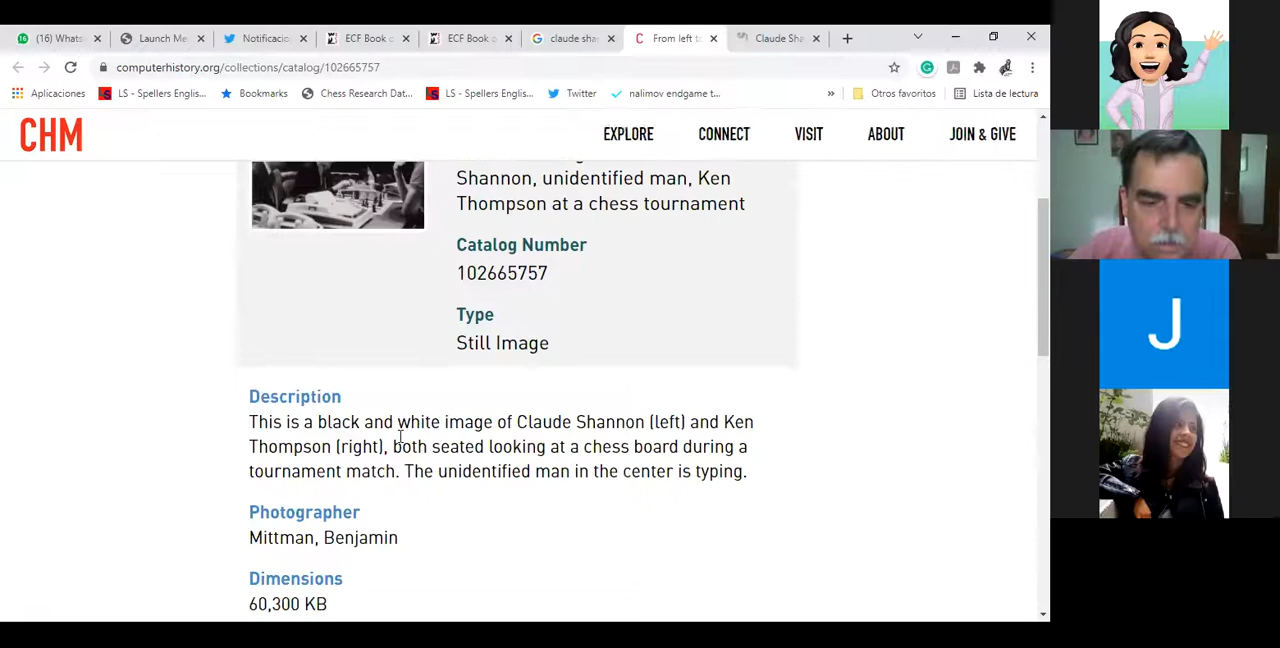 (16) Whats
Launch Me
Notificacio
ECF Book o
ECF Book o
claude sha
From left t
Claude Sha
computerhistory.org/collections/catalog/102665757
Aplicaciones
LS - Spellers Englis...
Bookmarks
Chess Research Dat...
LS - Spellers Englis...
Twitter
nalimov endgame t...
»
Otros favoritos
Lista de lectura
CHM
EXPLORE
CONNECT
VISIT
ABOUT
JOIN & GIVE
Shannon, unidentified man, Ken
Thompson at a chess tournament
Catalog Number
102665757
Type
Still Image
Description
This is a black and white image of Claude Shannon (left) and Ken
Thompson (right), both seated looking at a chess board during a
tournament match. The unidentified man in the center is typing.
Photographer
Mittman, Benjamin
Dimensions
60,300 KB
J